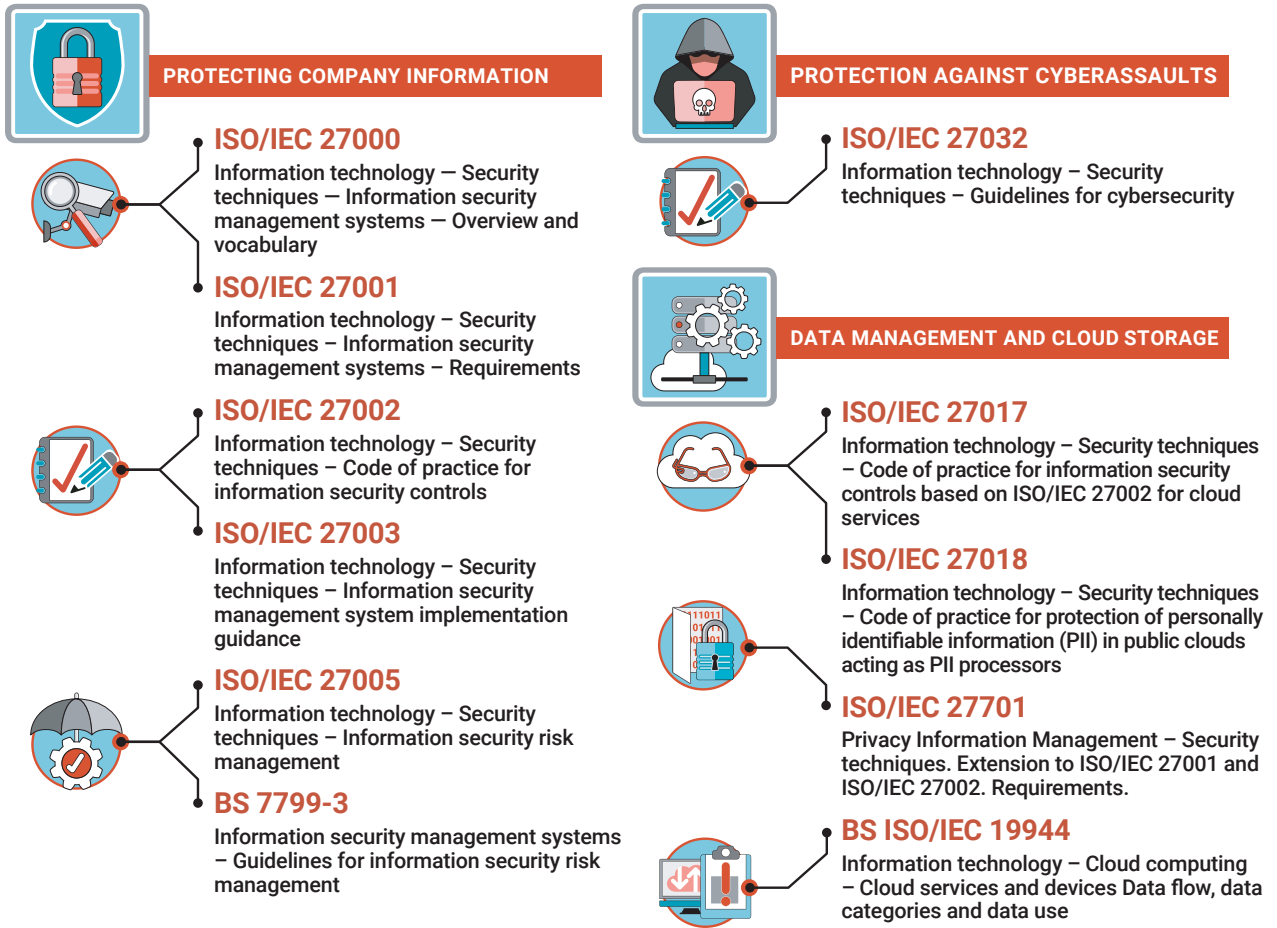 PROTECTING COMPANY INFORMATION
ISO/IEC 27000
Information technology — Security
techniques — Information security
management systems — Overview and
vocabulary
ISO/IEC 27001
Information technology – Security
techniques – Information security
management systems – Requirements
ISO/IEC 27002
Information technology – Security
techniques – Code of practice for
information security controls
ISO/IEC 27003
Information technology – Security
techniques – Information security
management system implementation
guidance
ISO/IEC 27005
Information technology – Security
techniques – Information security risk
management
BS 7799-3
Information security management systems
– Guidelines for information security risk
management
PROTECTION AGAINST CYBERASSAULTS
ISO/IEC 27032
Information technology – Security
techniques – Guidelines for cybersecurity
DATA MANAGEMENT AND CLOUD STORAGE
ISO/IEC 27017
Information technology – Security techniques
– Code of practice for information security
controls based on ISO/IEC 27002 for cloud
services
ISO/IEC 27018
Information technology – Security techniques
– Code of practice for protection of personally
identifiable information (PII) in public clouds
acting as PII processors
111011
ISO/IEC 27701
Privacy Information Management – Security
techniques. Extension to ISO/IEC 27001 and
ISO/IEC 27002. Requirements.
BS ISO/IEC 19944
Information technology – Cloud computing
– Cloud services and devices Data flow, data
categories and data use